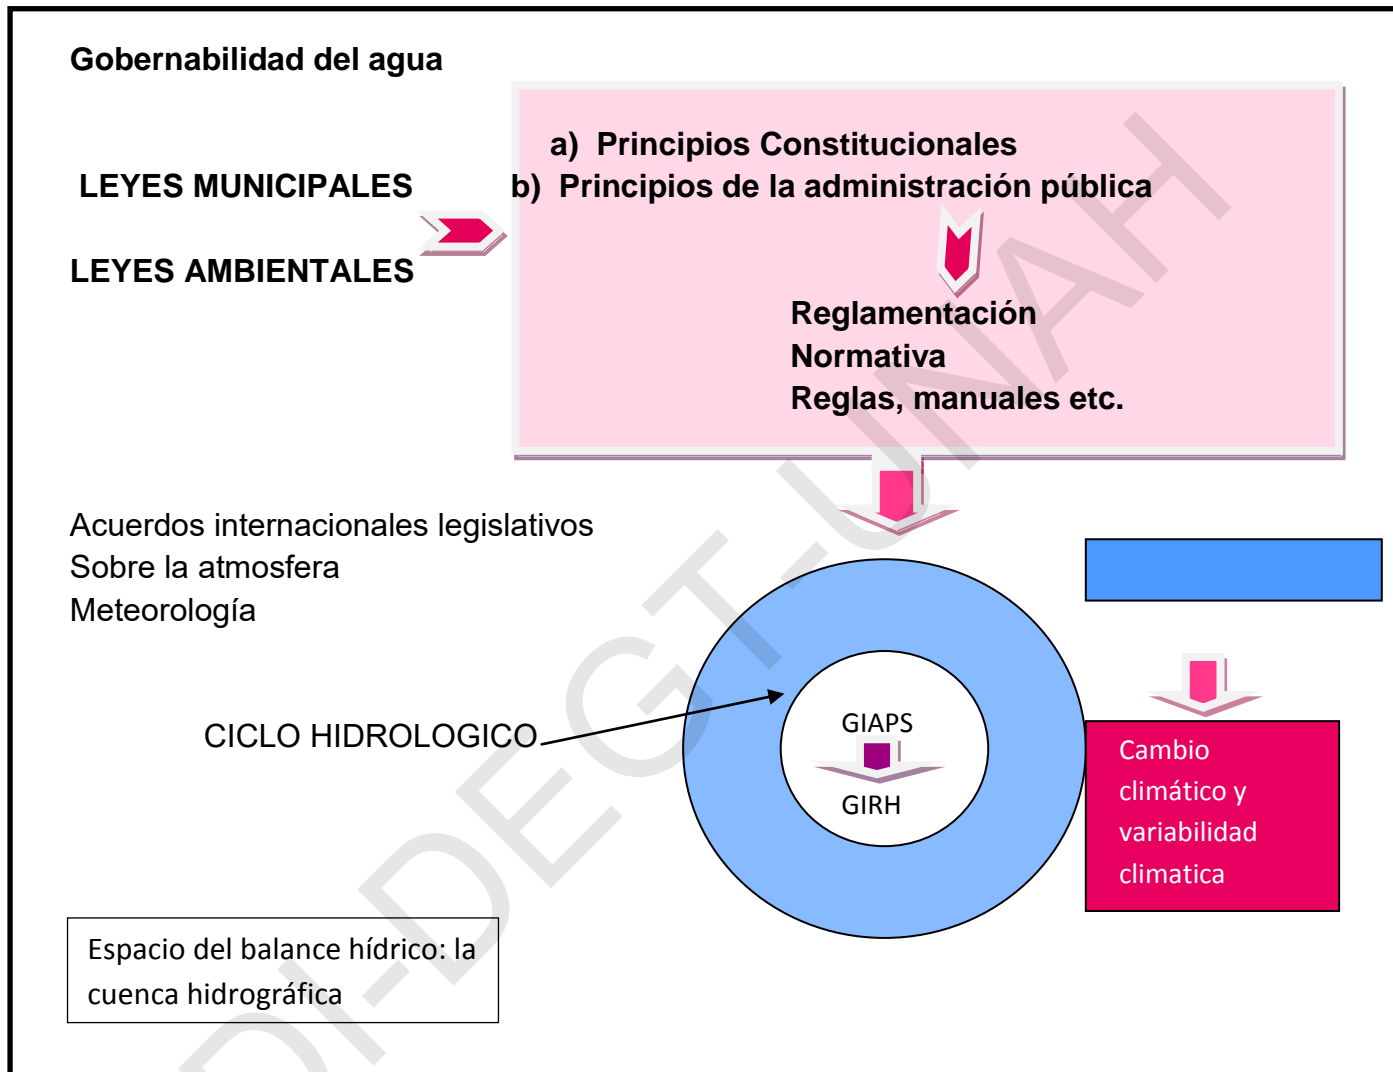 Gobernabilidad del agua
a) Principios Constitucionales
LEYES MUNICIPALES
b) Principios de la administración pública
LEYES AMBIENTALES
Reglamentación
Normativa
Reglas, manuales etc.
Acuerdos internacionales legislativos
Sobre la atmosfera
Meteorología
CICLO HIDROLOGICO
GIAPS
GIRH
Cambio
climático y
variabilidad
climatica
Espacio del balance hídrico: la
cuenca hidrográfica
DI-DEGT-UNAH